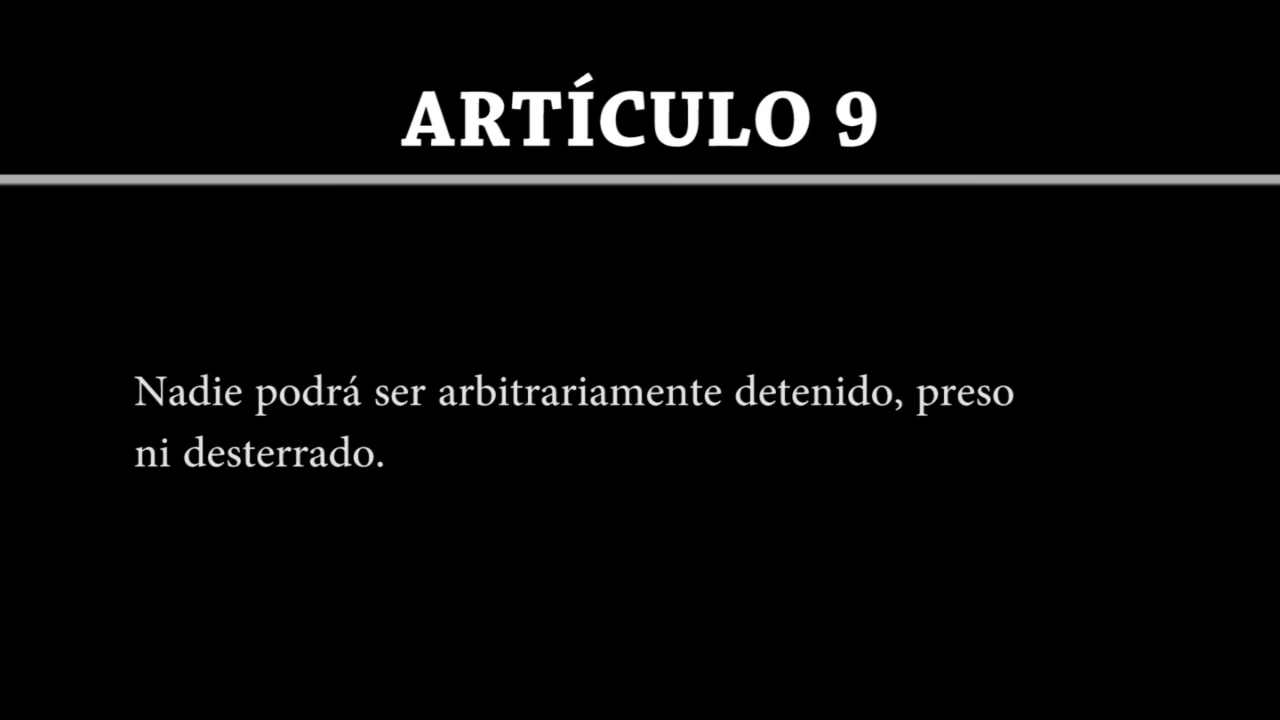 ARTÍCULO 9
Nadie podrá ser arbitrariamente detenido, preso
ni desterrado.